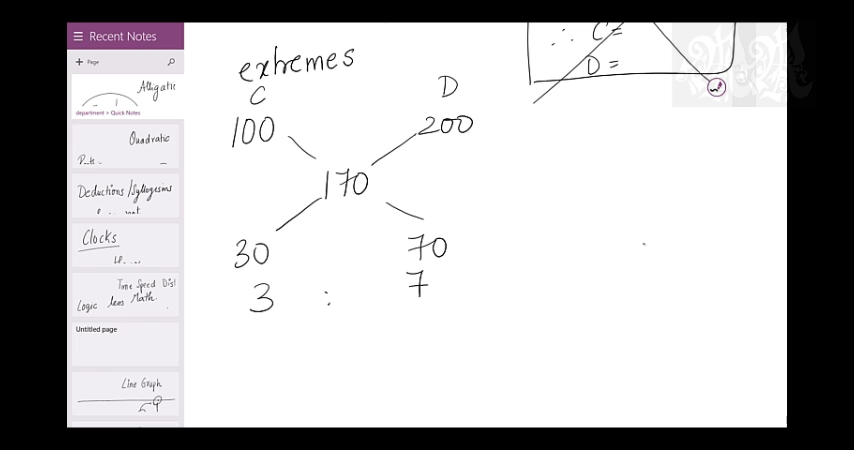 Recent Notes
+ Page
Alligatio
department > Quick Notes
Quadratic
Deductions/Syllogisms
Clocks
Time Speed Dist
Logic less Math.
Untitled page
Line Graph
extremes
C D
100 200
170
30 70
3 : 7
∴ C =
D =